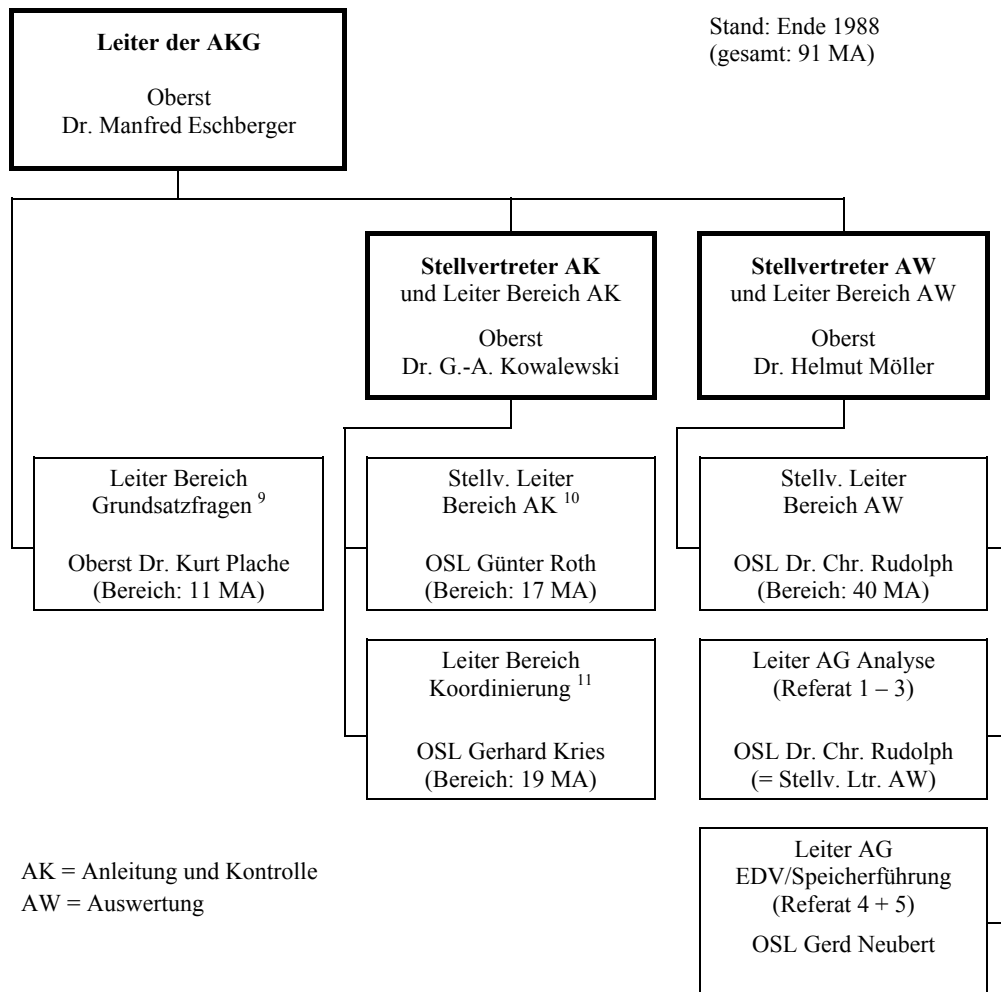 Leiter der AKG
Oberst
Dr. Manfred Eschberger
Stand: Ende 1988
(gesamt: 91 MA)
Stellvertreter AK
und Leiter Bereich AK
Oberst
Dr. G.-A. Kowalewski
Stellvertreter AW
und Leiter Bereich AW
Oberst
Dr. Helmut Möller
Leiter Bereich
Grundsatzfragen 9
Oberst Dr. Kurt Plache
(Bereich: 11 MA)
Stellv. Leiter
Bereich AK 10
OSL Günter Roth
(Bereich: 17 MA)
Stellv. Leiter
Bereich AW
OSL Dr. Chr. Rudolph
(Bereich: 40 MA)
Leiter Bereich
Koordinierung 11
OSL Gerhard Kries
(Bereich: 19 MA)
Leiter AG Analyse
(Referat 1 – 3)
OSL Dr. Chr. Rudolph
(= Stellv. Ltr. AW)
Leiter AG
EDV/Speicherführung
(Referat 4 + 5)
OSL Gerd Neubert
AK = Anleitung und Kontrolle
AW = Auswertung